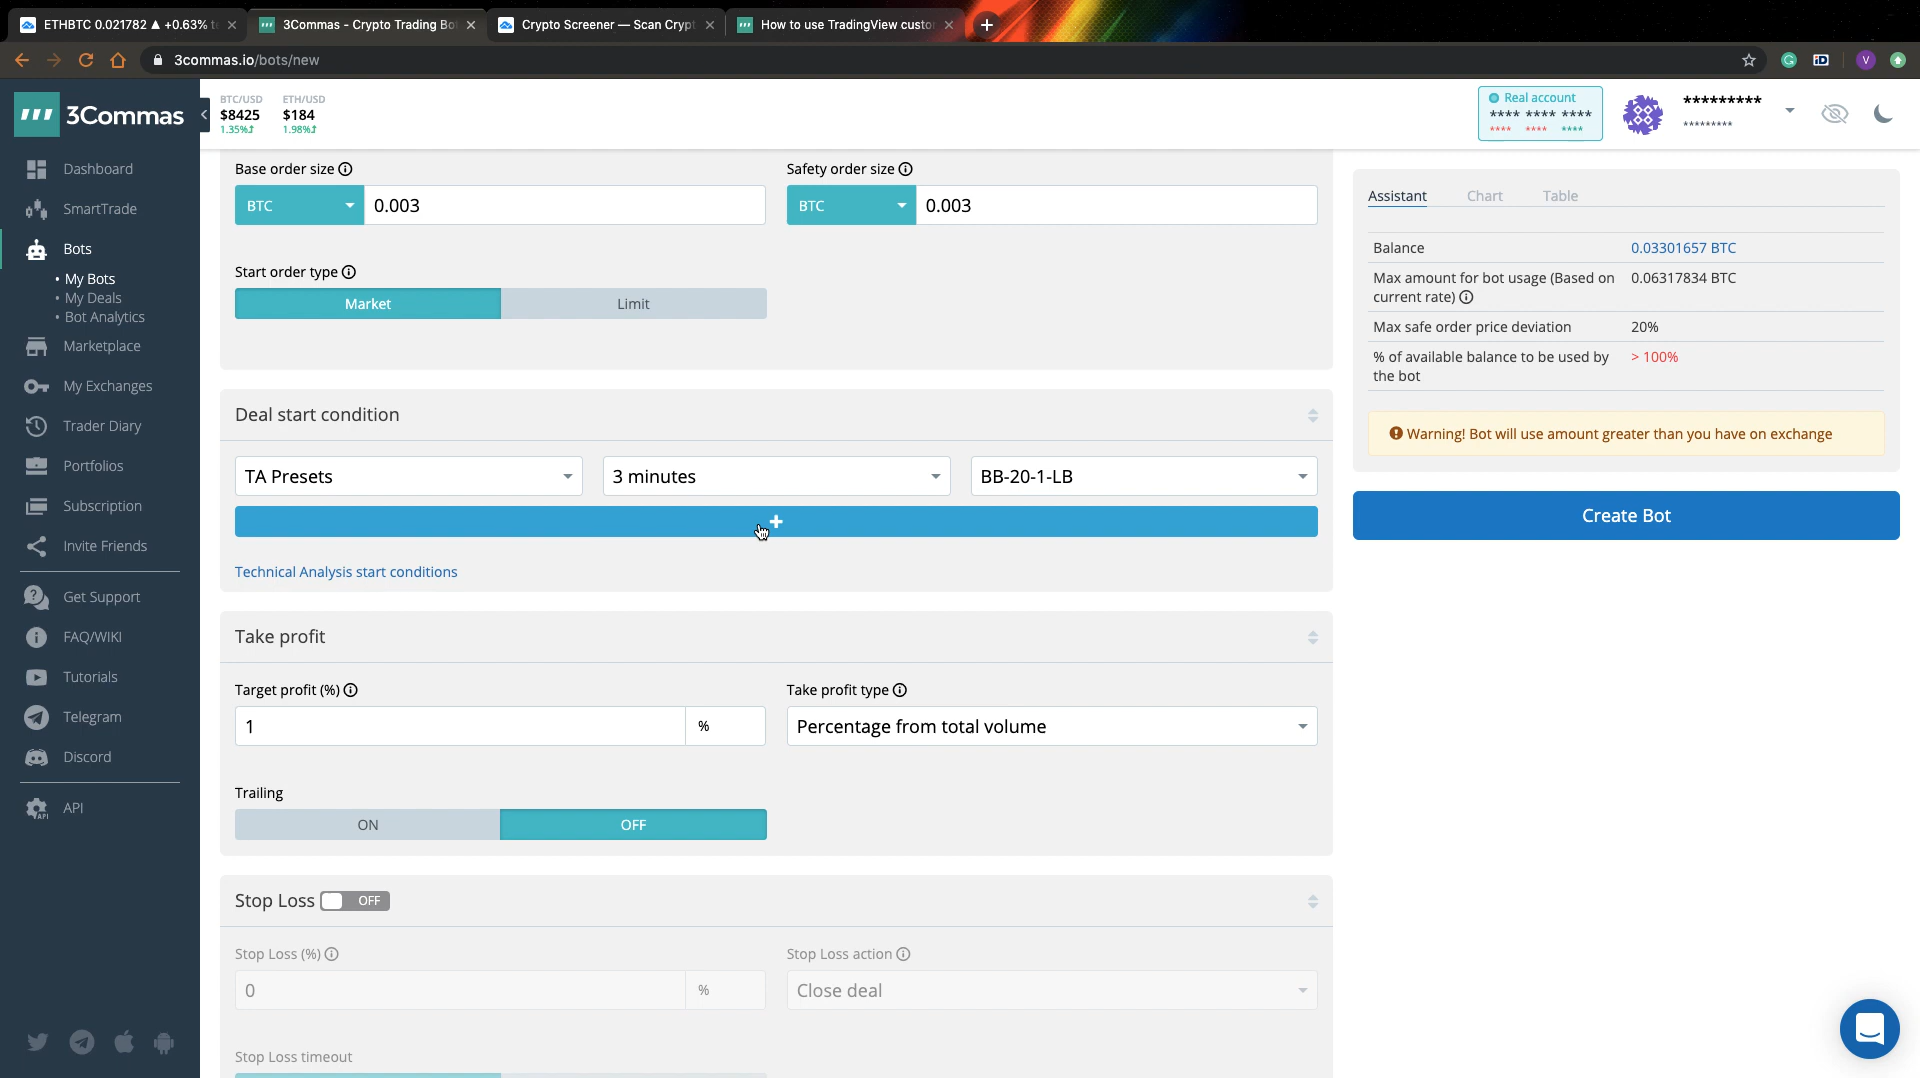 ETHBTC 0.021782 ▲ +0.63%
3Commas - Crypto Trading Bo
Crypto Screener — Scan Crypt
How to use TradingView custo
3commas.io/bots/new
3Commas
BTC/USD
$8425
1.35%
ETH/USD
$184
1.98%
Real account
**** **** ****
**** **** ****
*********
*********
Dashboard
SmartTrade
Bots
• My Bots
• My Deals
• Bot Analytics
Marketplace
My Exchanges
Trader Diary
Portfolios
Subscription
Invite Friends
Get Support
FAQ/WIKI
Tutorials
Telegram
Discord
API
Base order size
BTC
0.003
Safety order size
BTC
0.003
Start order type
Market
Limit
Deal start condition
TA Presets
3 minutes
BB-20-1-LB
+
Technical Analysis start conditions
Take profit
Target profit (%)
1
%
Take profit type
Percentage from total volume
Trailing
ON
OFF
Stop Loss
OFF
Stop Loss (%)
0
%
Stop Loss action
Close deal
Stop Loss timeout
Assistant
Chart
Table
Balance
0.03301657 BTC
Max amount for bot usage (Based on
current rate)
0.06317834 BTC
Max safe order price deviation
20%
% of available balance to be used by
the bot
> 100%
Warning! Bot will use amount greater than you have on exchange
Create Bot